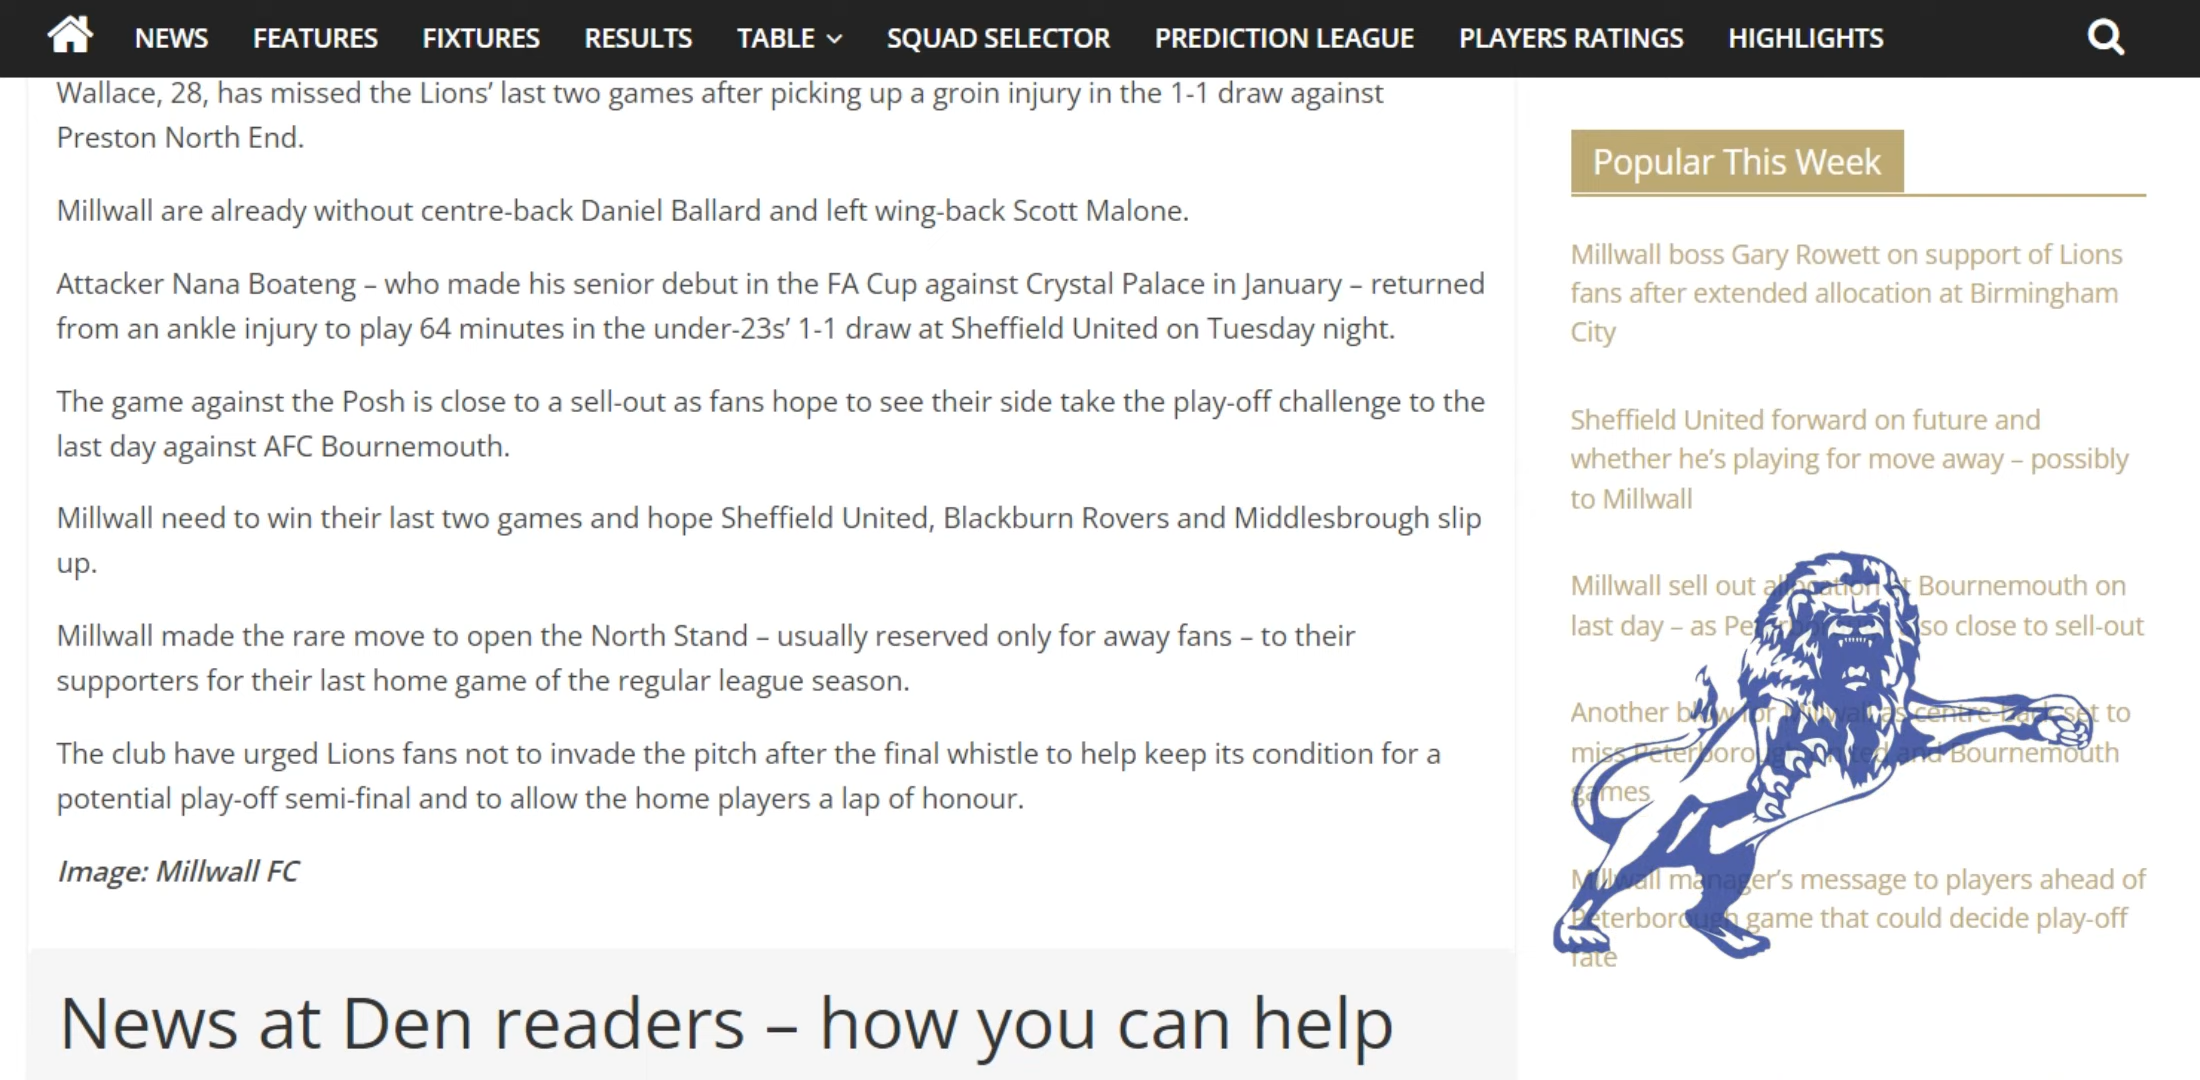 NEWS FEATURES FIXTURES RESULTS TABLE SQUAD SELECTOR PREDICTION LEAGUE PLAYERS RATINGS HIGHLIGHTS
Wallace, 28, has missed the Lions’ last two games after picking up a groin injury in the 1-1 draw against
Preston North End.
Millwall are already without centre-back Daniel Ballard and left wing-back Scott Malone.
Attacker Nana Boateng – who made his senior debut in the FA Cup against Crystal Palace in January – returned
from an ankle injury to play 64 minutes in the under-23s’ 1-1 draw at Sheffield United on Tuesday night.
The game against the Posh is close to a sell-out as fans hope to see their side take the play-off challenge to the
last day against AFC Bournemouth.
Millwall need to win their last two games and hope Sheffield United, Blackburn Rovers and Middlesbrough slip
up.
Millwall made the rare move to open the North Stand – usually reserved only for away fans – to their
supporters for their last home game of the regular league season.
The club have urged Lions fans not to invade the pitch after the final whistle to help keep its condition for a
potential play-off semi-final and to allow the home players a lap of honour.
Image: Millwall FC
News at Den readers – how you can help
Popular This Week
Millwall boss Gary Rowett on support of Lions
fans after extended allocation at Birmingham
City
Sheffield United forward on future and
whether he’s playing for move away – possibly
to Millwall
Millwall sell out allocation at Bournemouth on
last day – as Peterborough also close to sell-out
Another blow for Millwall as centre-back set to
miss Peterborough United and Bournemouth
games
Millwall manager’s message to players ahead of
Peterborough game that could decide play-off
fate